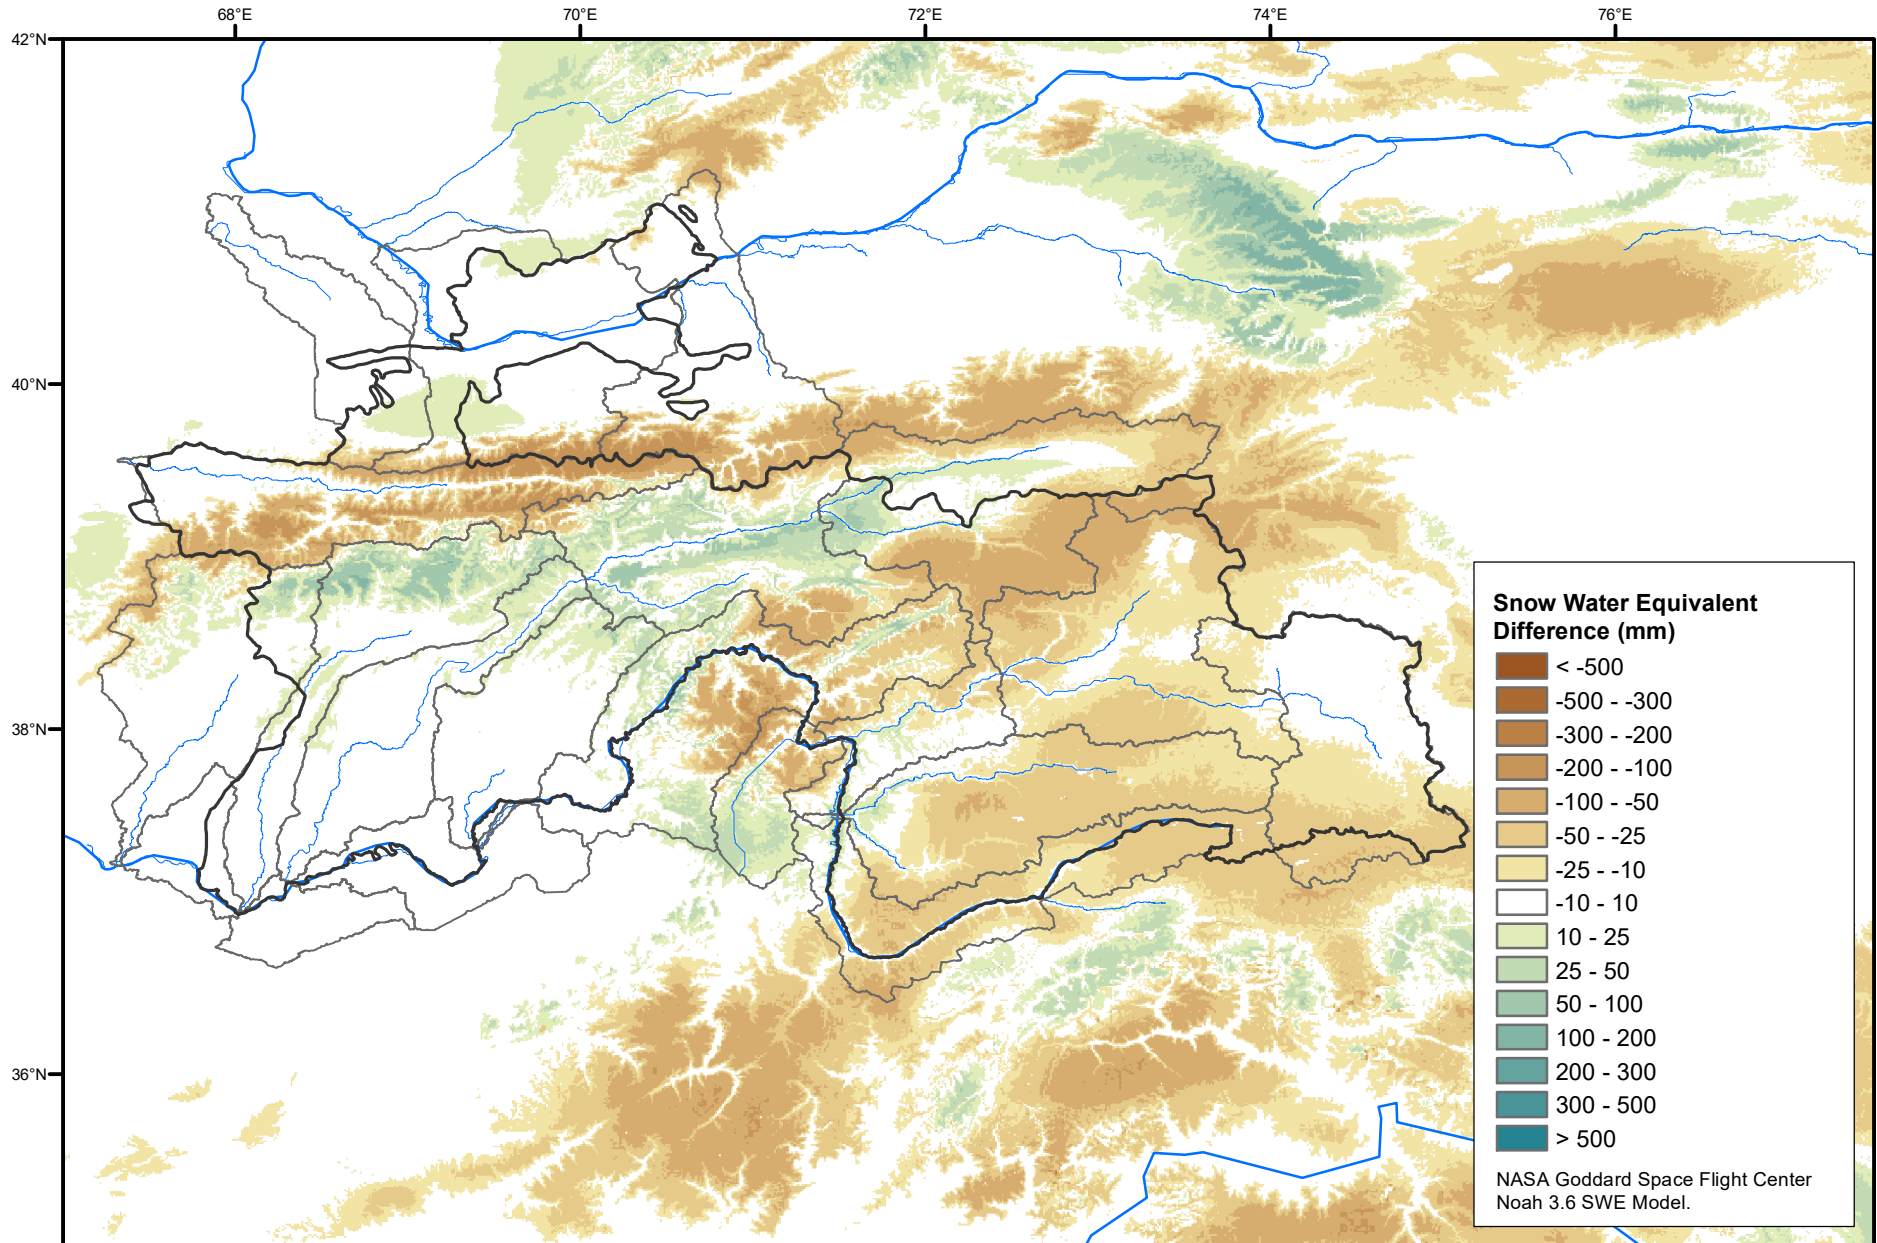 68°E 70°E 72°E 74°E 76°E
42°N
40°N
38°N
36°N
Snow Water Equivalent
Difference (mm)
< -500
-500 - -300
-300 - -200
-200 - -100
-100 - -50
-50 - -25
-25 - -10
-10 - 10
10 - 25
25 - 50
50 - 100
100 - 200
200 - 300
300 - 500
> 500
NASA Goddard Space Flight Center
Noah 3.6 SWE Model.